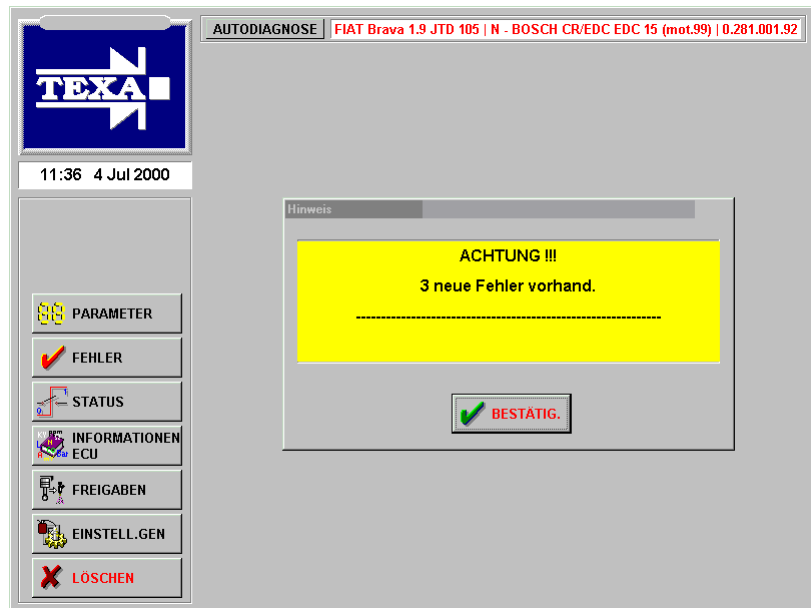 AUTODIAGNOSE
FIAT Brava 1.9 JTD 105 | N - BOSCH CR/EDC EDC 15 (mot.99) | 0.281.001.92
TEXA
11:36 4 Jul 2000
Hinweis
ACHTUNG !!!
3 neue Fehler vorhand.
-------------------------------------------------------------
BESTÄTIG.
PARAMETER
FEHLER
STATUS
INFORMATIONEN
ECU
FREIGABEN
EINSTELL.GEN
LÖSCHEN